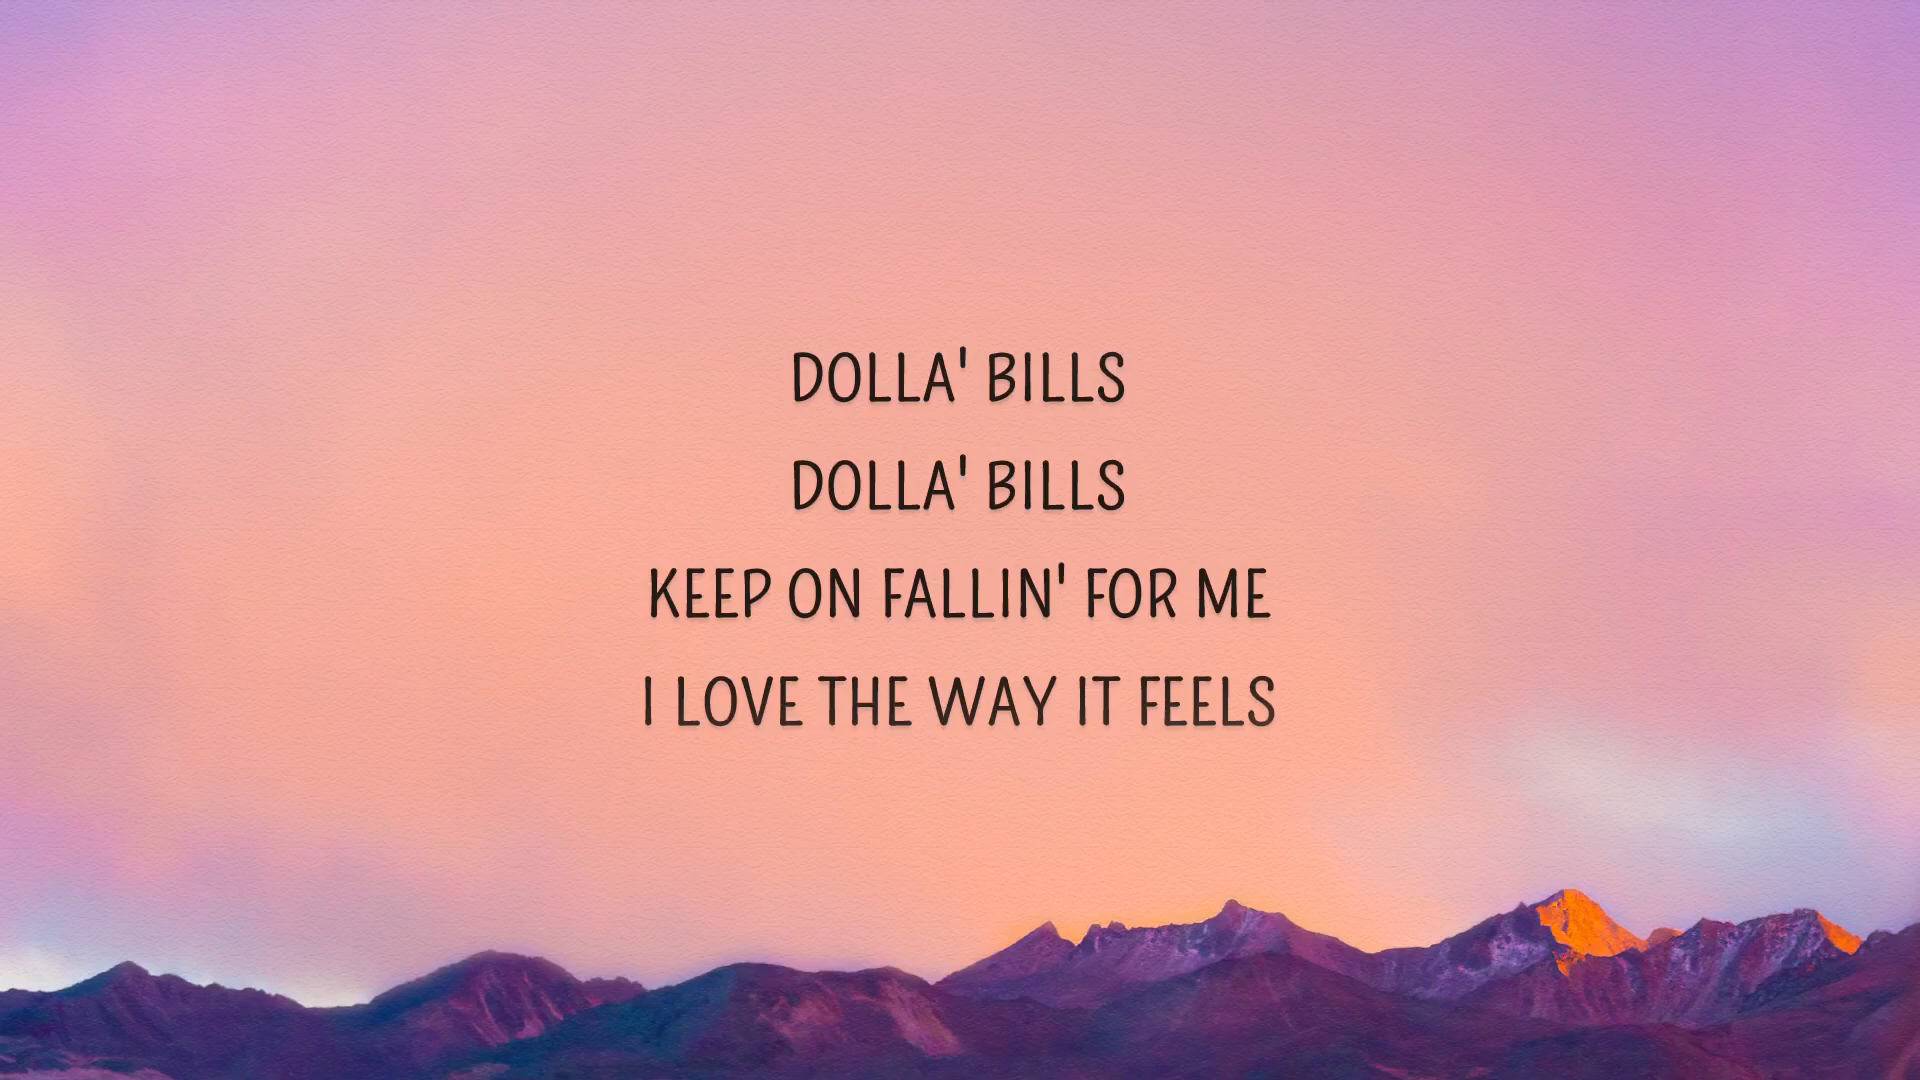 DOLLA' BILLS
DOLLA' BILLS
KEEP ON FALLIN' FOR ME
I LOVE THE WAY IT FEELS